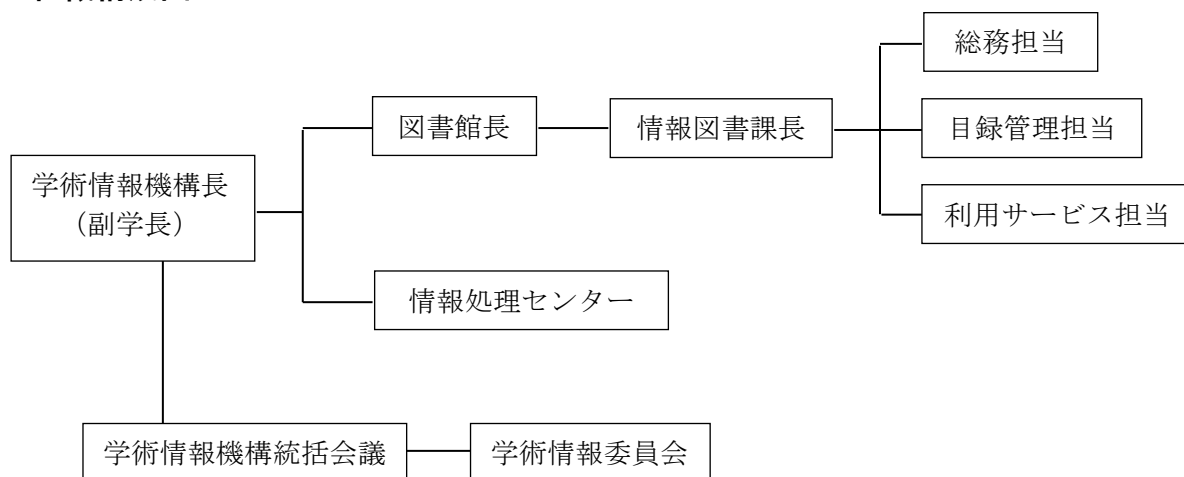 総務担当
図書館長
情報図書課長
目録管理担当
学術情報機構長
(副学長)
利用サービス担当
情報処理センター
学術情報機構統括会議
学術情報委員会